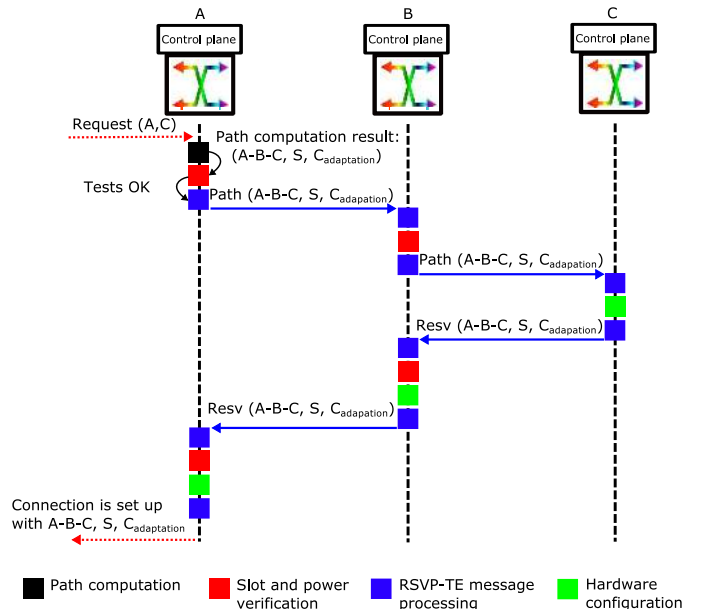 A
B
C
Control plane
Control plane
Control plane
Request (A,C)
Path computation result:
(A-B-C, S, Cadaptation)
Tests OK
Path (A-B-C, S, Cadapation)
Path (A-B-C, S, Cadapation)
Resv (A-B-C, S, Cadapation)
Resv (A-B-C, S, Cadapation)
Connection is set up
with A-B-C, S, Cadaptation
Path computation
Slot and power
verification
RSVP-TE message
processing
Hardware
configuration